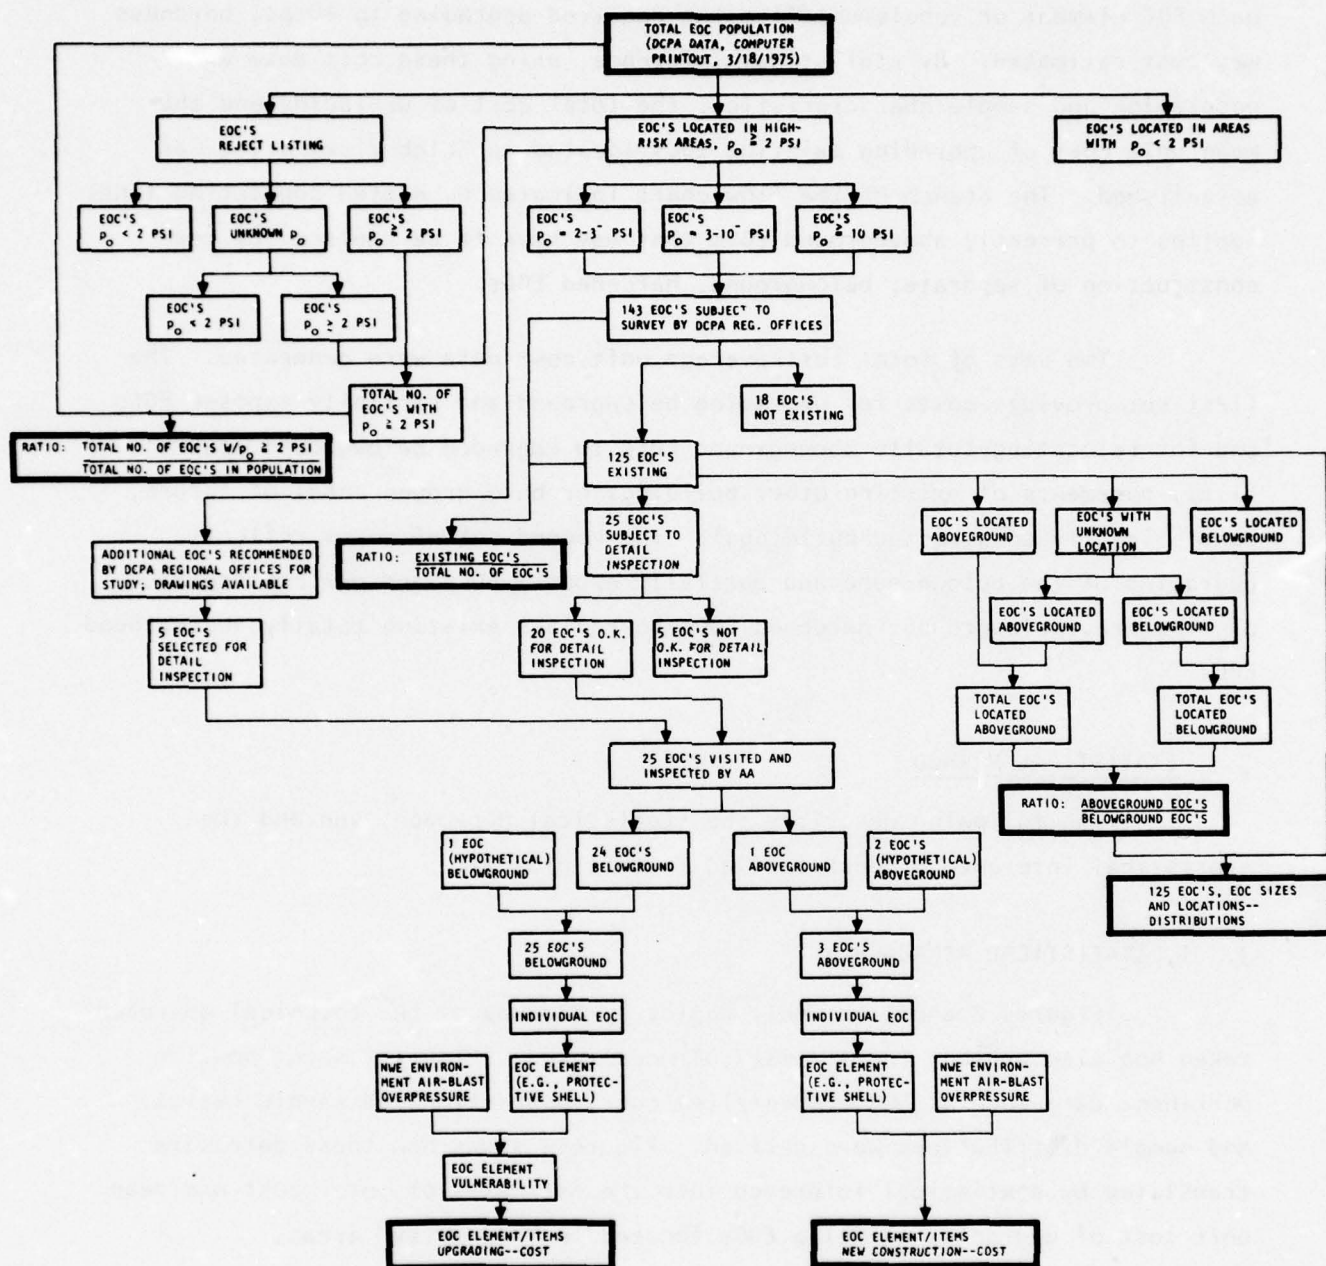 TOTAL EOC POPULATION
(DCPA DATA, COMPUTER
PRINTOUT, 3/18/1975)
EOC'S
REJECT LISTING
EOC'S LOCATED IN HIGH-
RISK AREAS, pₒ ≧ 2 PSI
EOC'S LOCATED IN AREAS
WITH pₒ < 2 PSI
EOC'S
pₒ < 2 PSI
EOC'S
UNKNOWN pₒ
EOC'S
pₒ ≧ 2 PSI
EOC'S
pₒ = 2-3⁻ PSI
EOC'S
pₒ = 3-10⁻ PSI
EOC'S
pₒ ≧ 10 PSI
EOC'S
pₒ < 2 PSI
EOC'S
pₒ ≥ 2 PSI
143 EOC'S SUBJECT TO
SURVEY BY DCPA REG. OFFICES
TOTAL NO. OF
EOC'S WITH
pₒ ≧ 2 PSI
18 EOC'S
NOT EXISTING
RATIO: TOTAL NO. OF EOC'S W/pₒ ≧ 2 PSI
TOTAL NO. OF EOC'S IN POPULATION
125 EOC'S
EXISTING
ADDITIONAL EOC'S RECOMMENDED
BY DCPA REGIONAL OFFICES FOR
STUDY; DRAWINGS AVAILABLE
RATIO: EXISTING EOC'S
TOTAL NO. OF EOC'S
25 EOC'S
SUBJECT TO
DETAIL
INSPECTION
EOC'S LOCATED
ABOVEGROUND
EOC'S WITH
UNKNOWN
LOCATION
EOC'S LOCATED
BELOWGROUND
EOC'S LOCATED
ABOVEGROUND
EOC'S LOCATED
BELOWGROUND
5 EOC'S
SELECTED FOR
DETAIL
INSPECTION
20 EOC'S O.K.
FOR DETAIL
INSPECTION
5 EOC'S NOT
O.K. FOR DETAIL
INSPECTION
TOTAL EOC'S
LOCATED
ABOVEGROUND
TOTAL EOC'S
LOCATED
BELOWGROUND
25 EOC'S VISITED AND
INSPECTED BY AA
RATIO: ABOVEGROUND EOC'S
BELOWGROUND EOC'S
1 EOC
(HYPOTHETICAL)
BELOWGROUND
24 EOC'S
BELOWGROUND
1 EOC
ABOVEGROUND
2 EOC'S
(HYPOTHETICAL)
ABOVEGROUND
125 EOC'S, EOC SIZES
AND LOCATIONS--
DISTRIBUTIONS
25 EOC'S
BELOWGROUND
3 EOC'S
ABOVEGROUND
INDIVIDUAL EOC
INDIVIDUAL EOC
NWE ENVIRON-
MENT AIR-BLAST
OVERPRESSURE
EOC ELEMENT
(E.G., PROTEC-
TIVE SHELL)
EOC ELEMENT
(E.G., PROTEC-
TIVE SHELL)
NWE ENVIRON-
MENT AIR-BLAST
OVERPRESSURE
EOC ELEMENT
VULNERABILITY
EOC ELEMENT/ITEMS
UPGRADING--COST
EOC ELEMENT/ITEMS
NEW CONSTRUCTION--COST